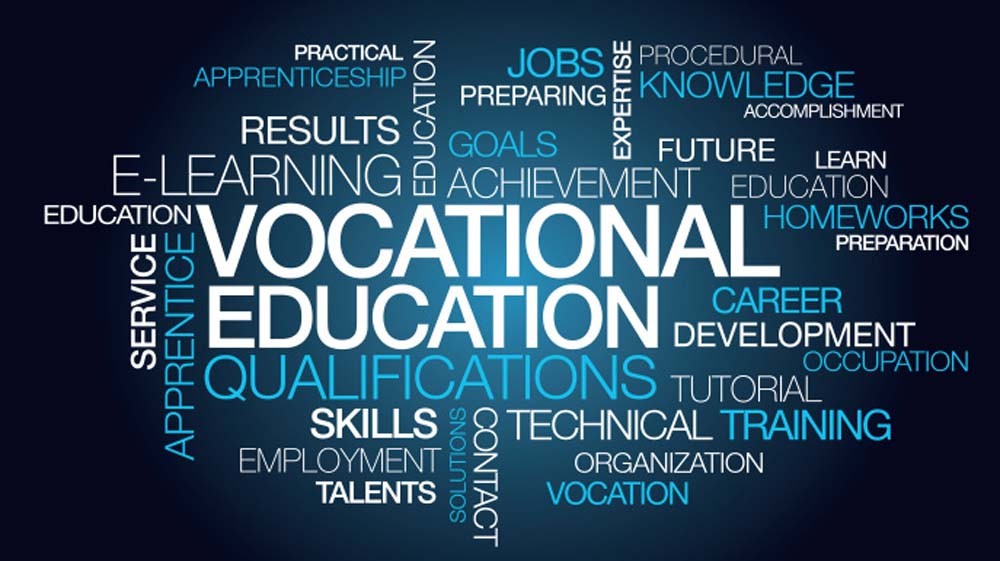 PRACTICAL
APPRENTICESHIP
EDUCATION
JOBS
PREPARING
EXPERTISE
PROCEDURAL
KNOWLEDGE
ACCOMPLISHMENT
RESULTS
GOALS
FUTURE
LEARN
E-LEARNING
ACHIEVEMENT
EDUCATION
EDUCATION
VOCATIONAL
HOMEWORKS
PREPARATION
SERVICE
APPRENTICE
EDUCATION
CAREER
DEVELOPMENT
OCCUPATION
QUALIFICATIONS
TUTORIAL
SKILLS
SOLUTIONS
CONTACT
TECHNICAL
TRAINING
EMPLOYMENT
ORGANIZATION
TALENTS
VOCATION